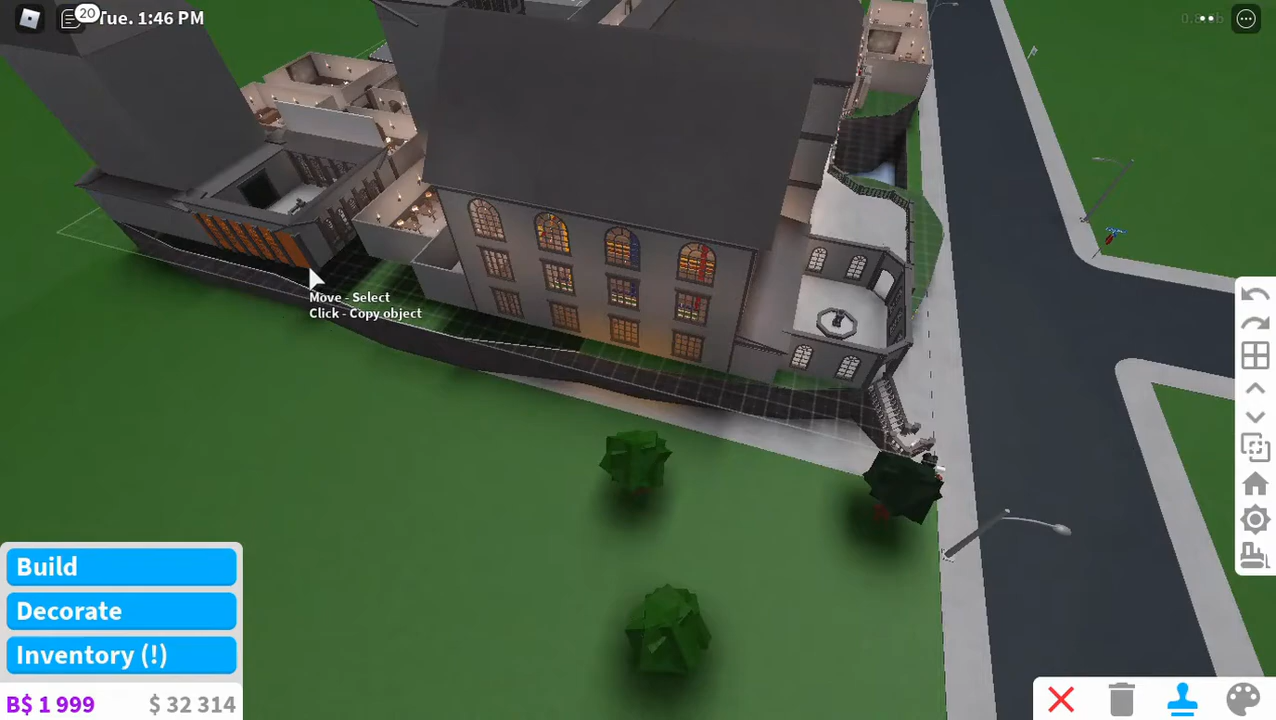 20
Tue. 1:46 PM
Move - Select
Click - Copy object
Build
Decorate
Inventory (!)
B$ 1 999
$ 32 314